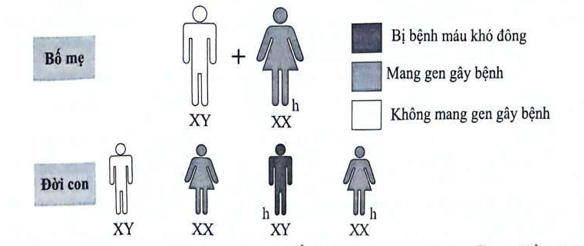 Bố mẹ
+
XY
XX
h
Bị bệnh máu khó đông
Mang gen gây bệnh
Không mang gen gây bệnh
Đời con
XY
XX
h
XY
XX
h